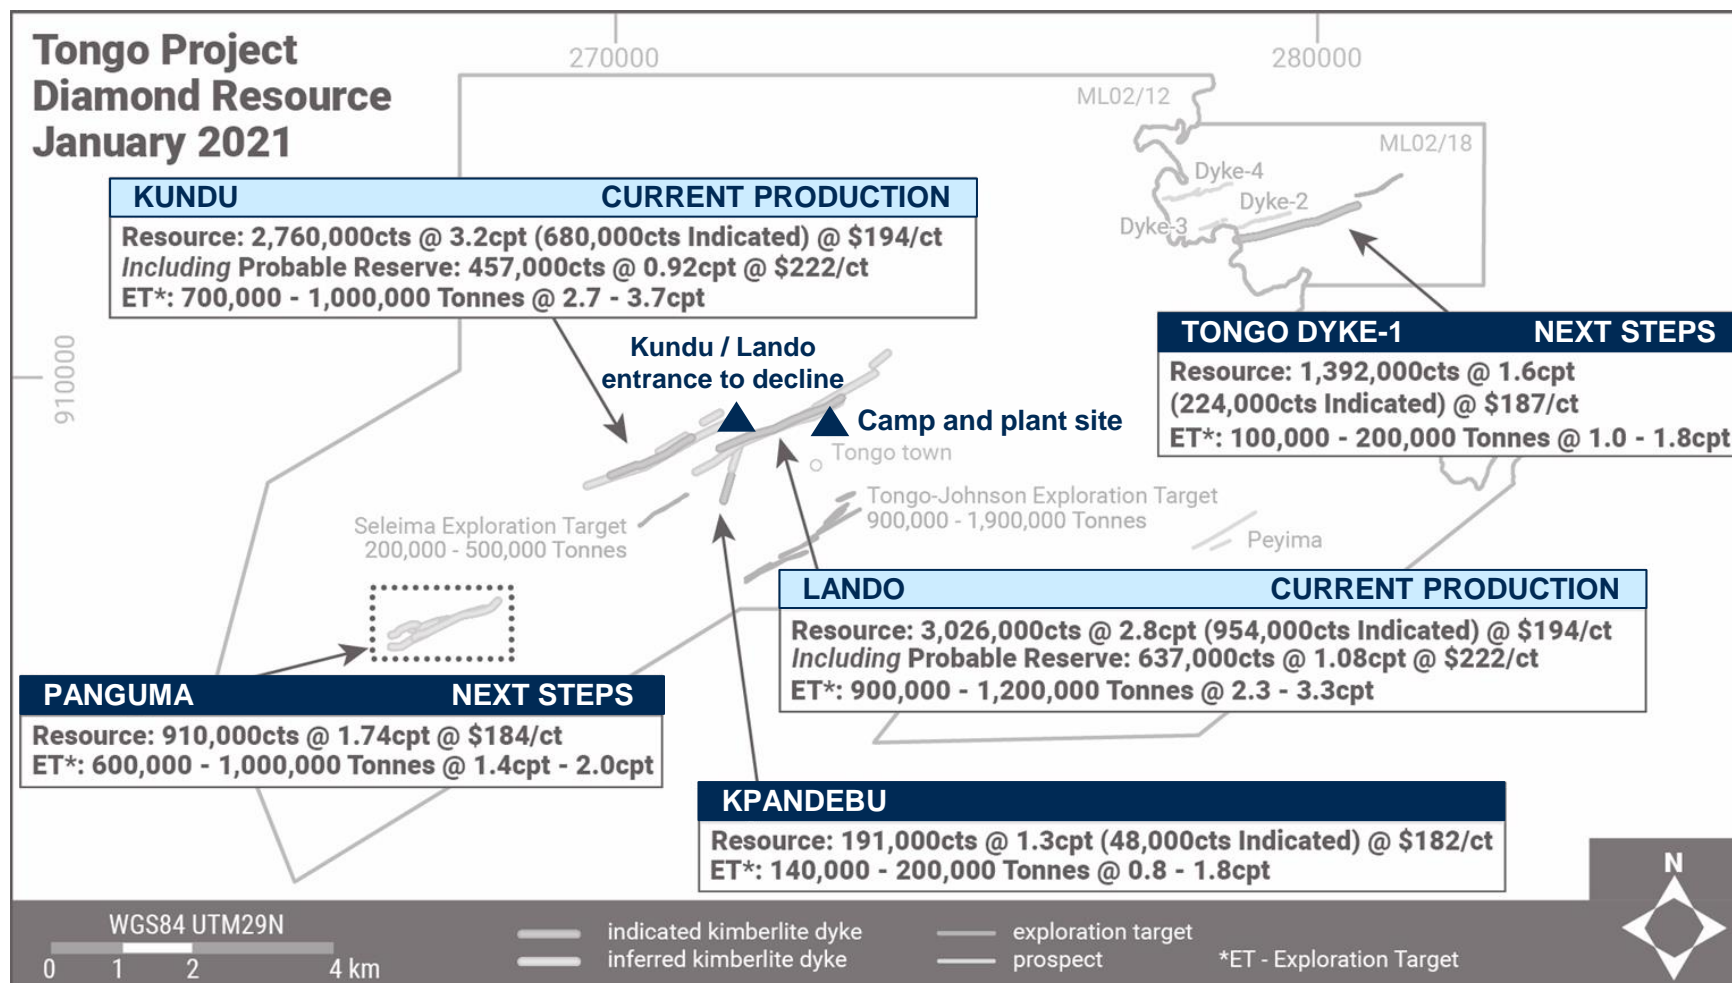 Tongo Project
Diamond Resource
January 2021
270000
280000
ML02/12
ML02/18
Dyke-4
Dyke-2
Dyke-3
KUNDU CURRENT PRODUCTION
Resource: 2,760,000cts @ 3.2cpt (680,000cts Indicated) @ $194/ct
Including Probable Reserve: 457,000cts @ 0.92cpt @ $222/ct
ET*: 700,000 - 1,000,000 Tonnes @ 2.7 - 3.7cpt
910000
Kundu / Lando
entrance to decline
Camp and plant site
Tongo town
TONGO DYKE-1 NEXT STEPS
Resource: 1,392,000cts @ 1.6cpt
(224,000cts Indicated) @ $187/ct
ET*: 100,000 - 200,000 Tonnes @ 1.0 - 1.8cpt
Seleima Exploration Target
200,000 - 500,000 Tonnes
Tongo-Johnson Exploration Target
900,000 - 1,900,000 Tonnes
Peyima
LANDO CURRENT PRODUCTION
Resource: 3,026,000cts @ 2.8cpt (954,000cts Indicated) @ $194/ct
Including Probable Reserve: 637,000cts @ 1.08cpt @ $222/ct
ET*: 900,000 - 1,200,000 Tonnes @ 2.3 - 3.3cpt
PANGUMA NEXT STEPS
Resource: 910,000cts @ 1.74cpt @ $184/ct
ET*: 600,000 - 1,000,000 Tonnes @ 1.4cpt - 2.0cpt
KPANDEBU
Resource: 191,000cts @ 1.3cpt (48,000cts Indicated) @ $182/ct
ET*: 140,000 - 200,000 Tonnes @ 0.8 - 1.8cpt
WGS84 UTM29N
0 1 2 4 km
indicated kimberlite dyke
inferred kimberlite dyke
exploration target
prospect
*ET - Exploration Target
N